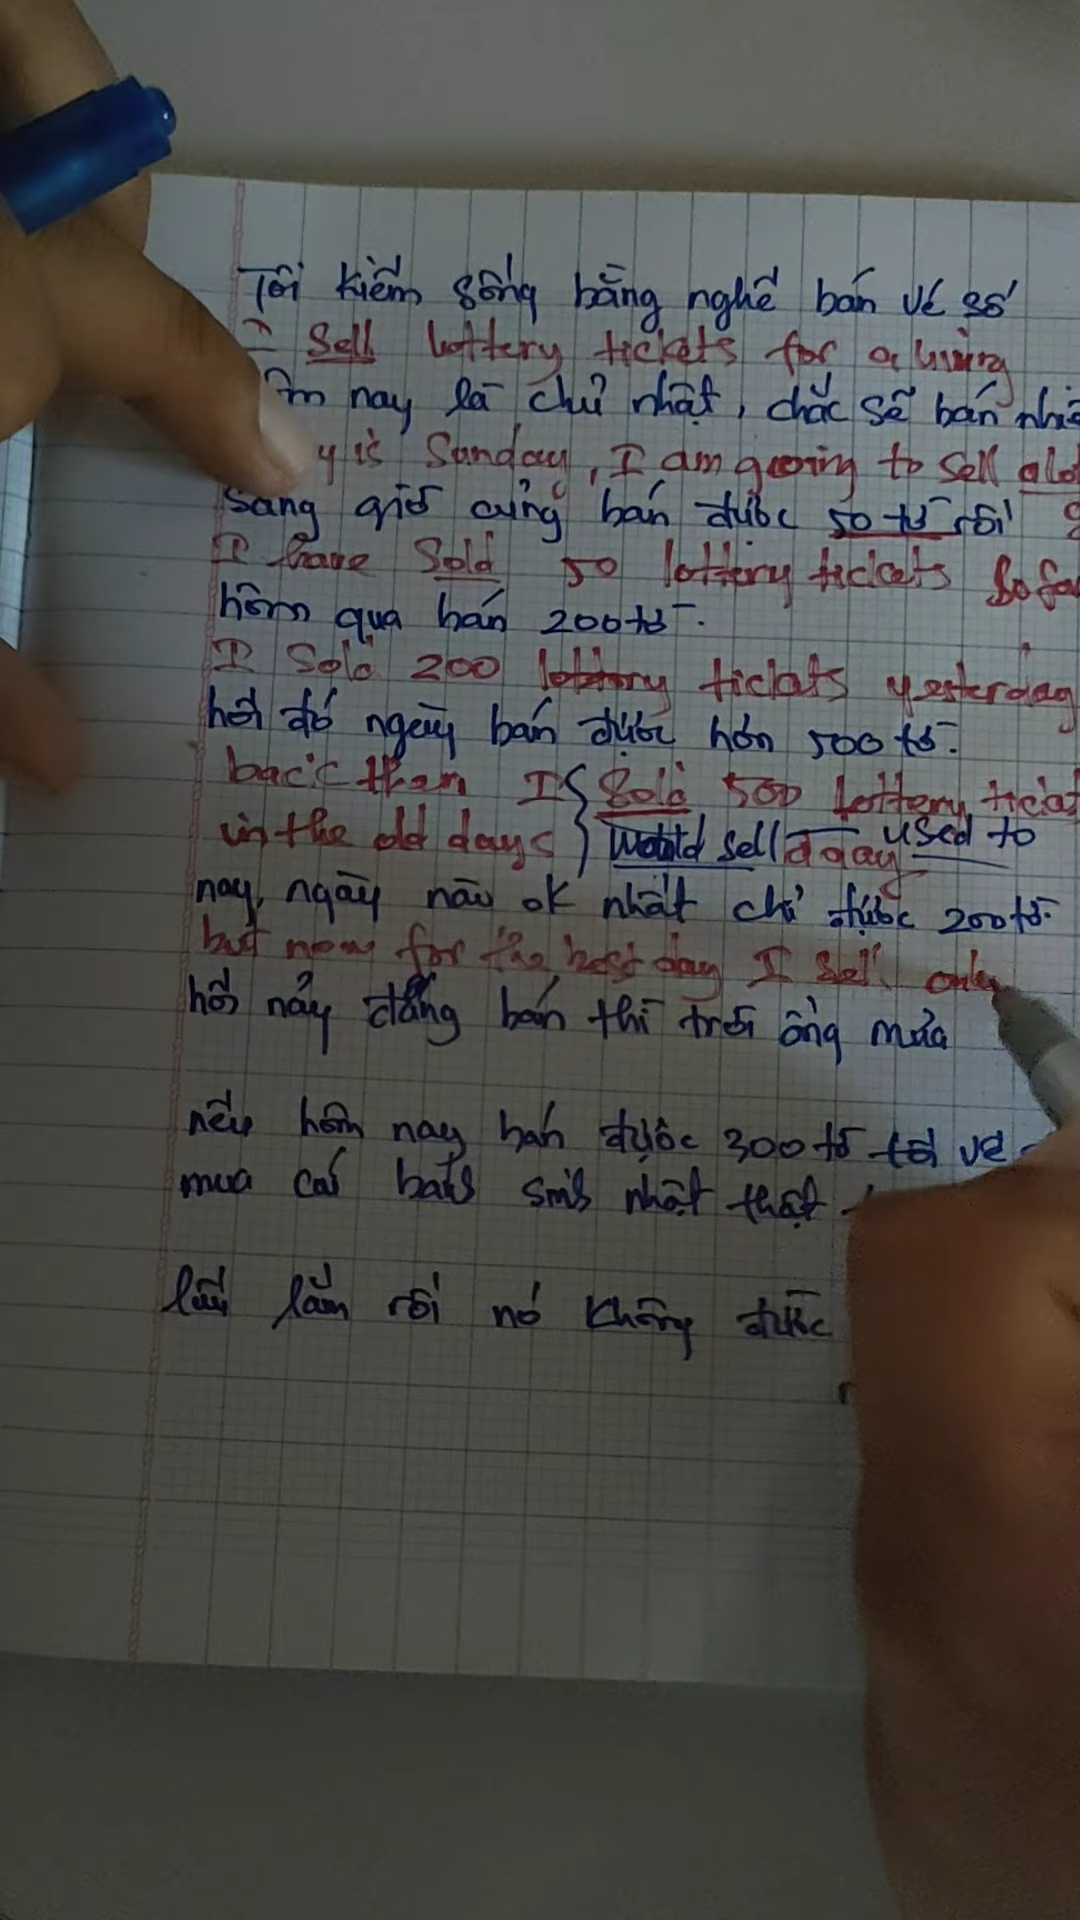 Tôi kiếm sống bằng nghề bán vé số
I Sell lottery tickets for a living
nay là chủ nhật, chắc sẽ bán nhiề
y is Sunday, I am gooing to sell alo
Sáng giờ cũng bán được 50 tờ rồi
I have Sold 50 lottery tickets So fa
hôm qua bán 200 tờ.
I Sold 200 lottery tickets yesterday
hồi đó ngày bán được hơn 500 tờ.
back then I { Sold 500 lottery ticket
in the old days } Would sell a day used to
nay, ngày nào ok nhất chỉ được 200 tờ.
but now for the best day I sell only
hồi nảy đang bán thì trời ổng mưa
nếu hôm nay bán được 300 tờ tôi về
mua cái bánh sinh nhật thật
lâu lắm rồi nó không được